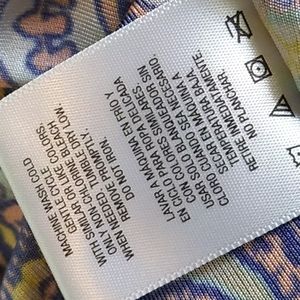 MACHINE WASH COLD
GENTLE CYCLE
WITH SIMILAR COLORS.
ONLY NON-CHLORINE BLEACH
WHEN NEEDED. TUMBLE DRY LOW.
REMOVE PROMPTLY.
DO NOT IRON.
LAVAR A MAQUINA EN FRIO Y
EN CICLO PARA ROPA DELICADA
CON COLORES SIMILARES.
USAR SOLO BLANQUEADOR SIN
CLORO CUANDO SEA NECESARIO.
SECAR EN MAQUINA A
TEMPERATURA BAJA.
RETIRE INMEDIATAMENTE.
NO PLANCHAR.